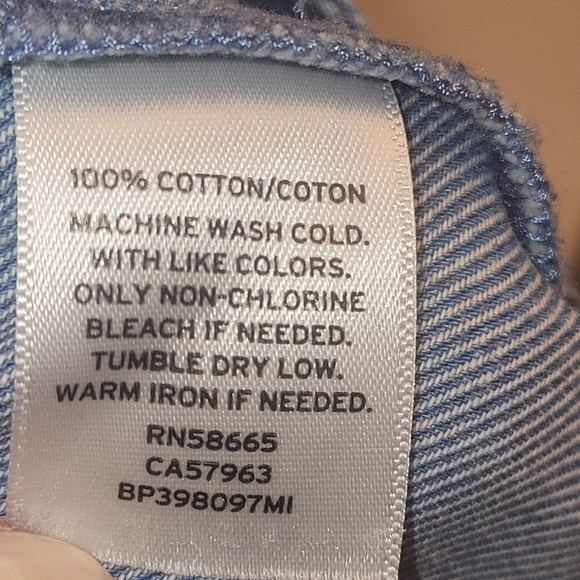 100% COTTON/COTON
MACHINE WASH COLD.
WITH LIKE COLORS.
ONLY NON-CHLORINE
BLEACH IF NEEDED.
TUMBLE DRY LOW.
WARM IRON IF NEEDED.
RN58665
CA57963
BP398097MI